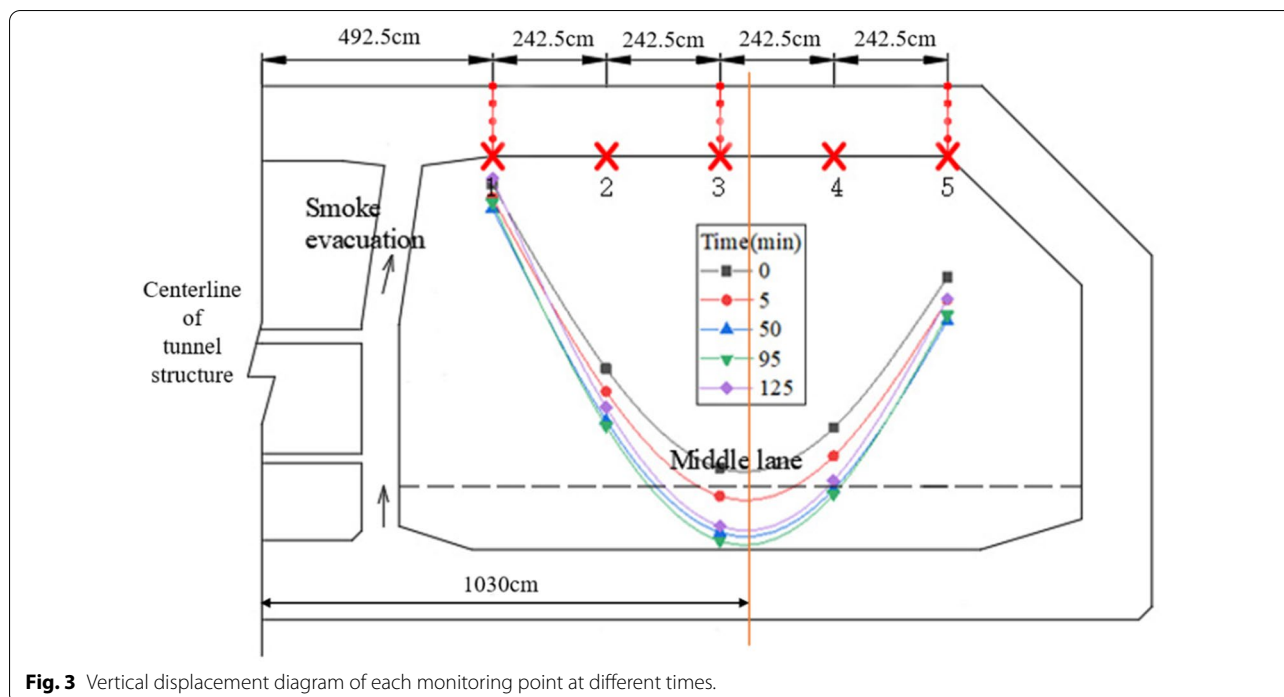 492.5cm 242.5cm 242.5cm 242.5cm 242.5cm
1 2 3 4 5
Smoke
evacuation
Centerline
of
tunnel
structure
Time(min)
0
5
50
95
125
Middle lane
1030cm
Fig. 3 Vertical displacement diagram of each monitoring point at different times.